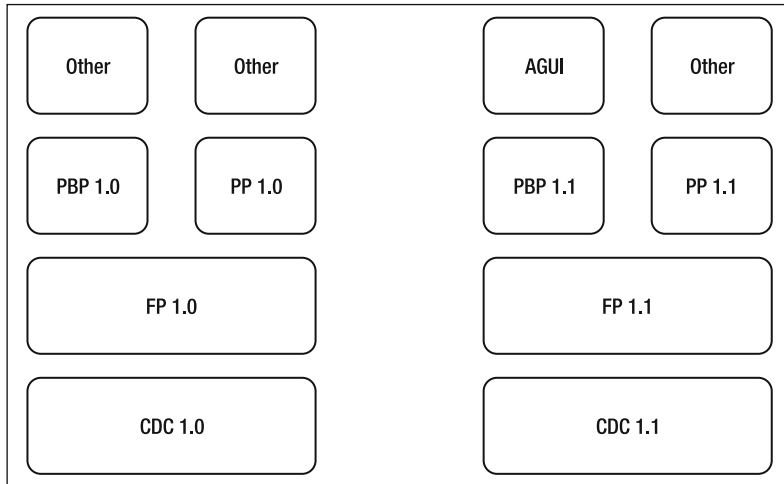 Other
Other
AGUI
Other
PBP 1.0
PP 1.0
PBP 1.1
PP 1.1
FP 1.0
FP 1.1
CDC 1.0
CDC 1.1